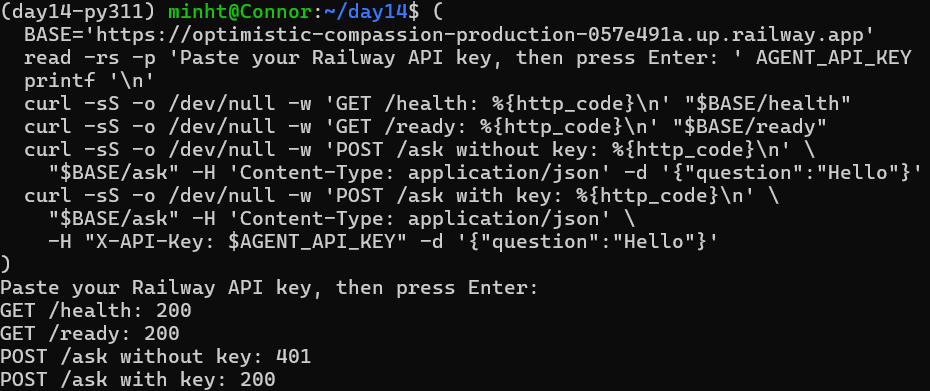 (day14-py311) minht@Connor:~/day14$ (
  BASE='https://optimistic-compassion-production-057e491a.up.railway.app'
  read -rs -p 'Paste your Railway API key, then press Enter: ' AGENT_API_KEY
  printf '\n'
  curl -sS -o /dev/null -w 'GET /health: %{http_code}\n' "$BASE/health"
  curl -sS -o /dev/null -w 'GET /ready: %{http_code}\n' "$BASE/ready"
  curl -sS -o /dev/null -w 'POST /ask without key: %{http_code}\n' \
    "$BASE/ask" -H 'Content-Type: application/json' -d '{"question":"Hello"}'
  curl -sS -o /dev/null -w 'POST /ask with key: %{http_code}\n' \
    "$BASE/ask" -H 'Content-Type: application/json' \
    -H "X-API-Key: $AGENT_API_KEY" -d '{"question":"Hello"}'
)
Paste your Railway API key, then press Enter:
GET /health: 200
GET /ready: 200
POST /ask without key: 401
POST /ask with key: 200